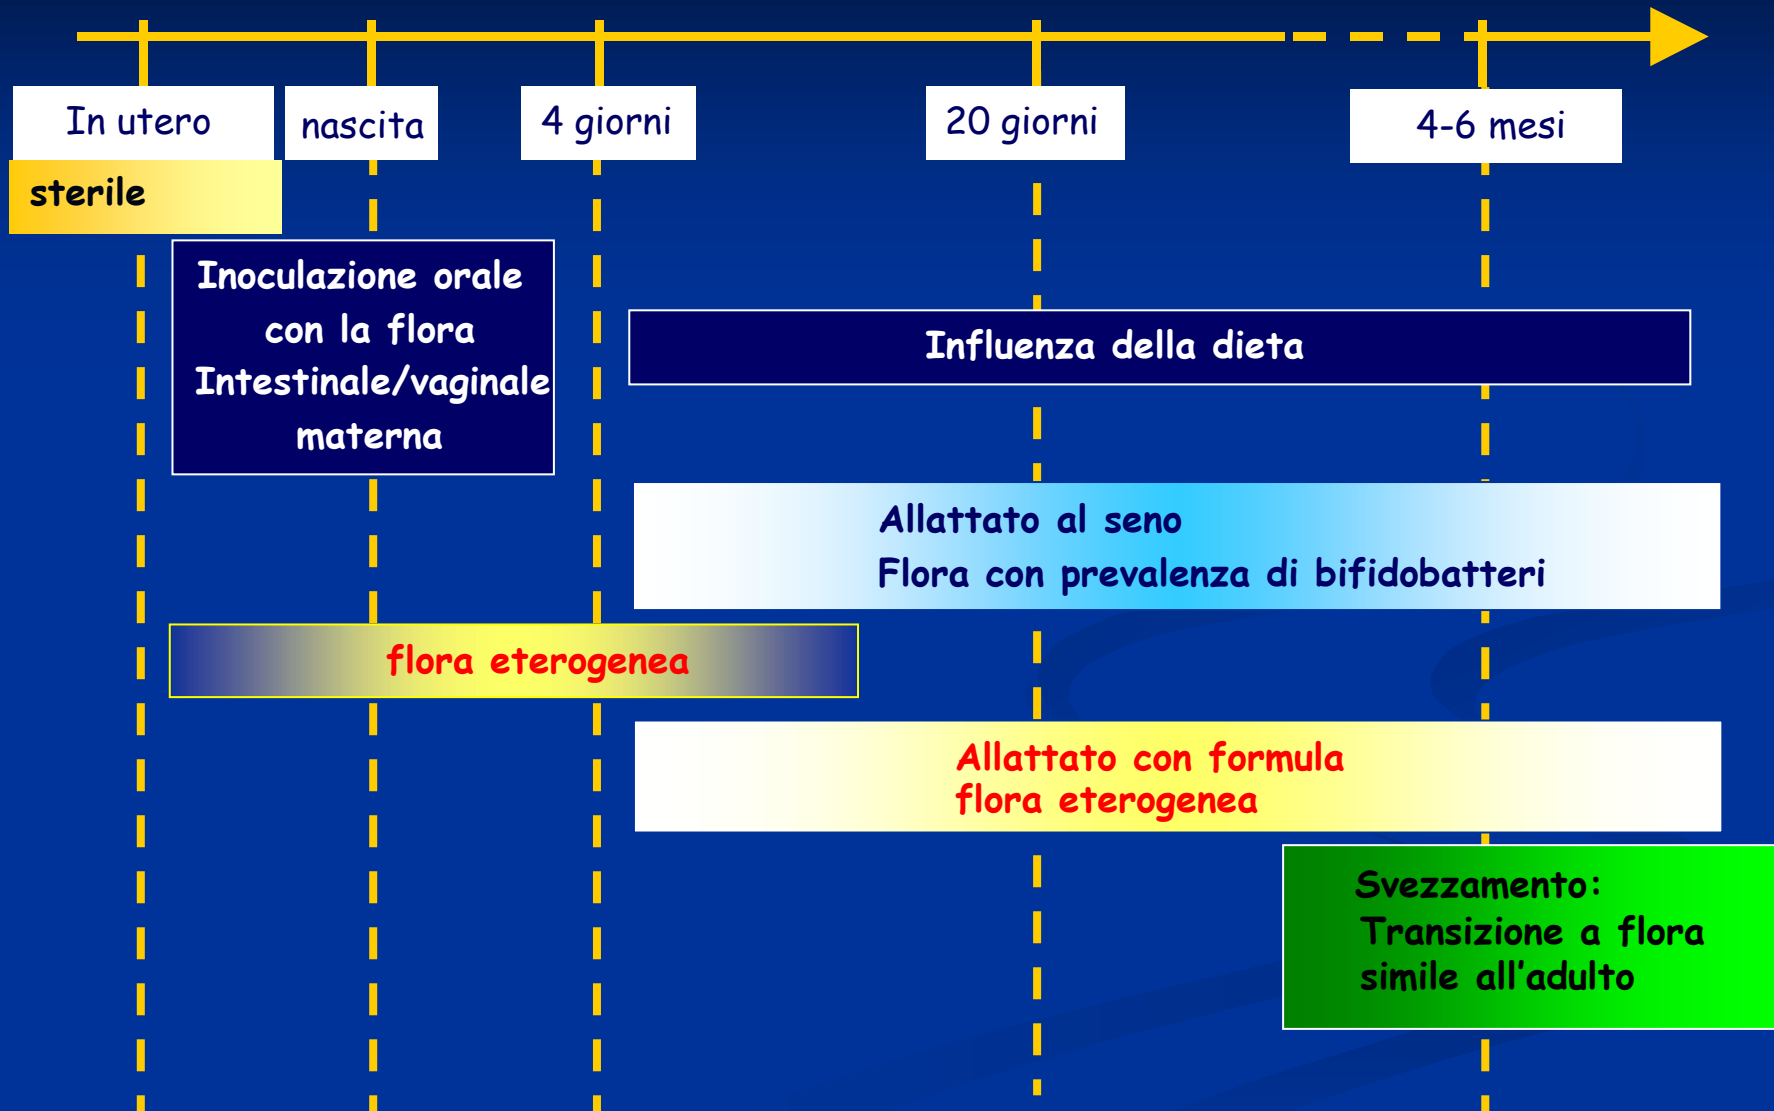 In utero
nascita
4 giorni
20 giorni
4-6 mesi
sterile
Inoculazione orale
con la flora
Intestinale/vaginale
materna
Influenza della dieta
Allattato al seno
Flora con prevalenza di bifidobatteri
flora eterogenea
Allattato con formula
flora eterogenea
Svezzamento:
Transizione a flora
simile all’adulto